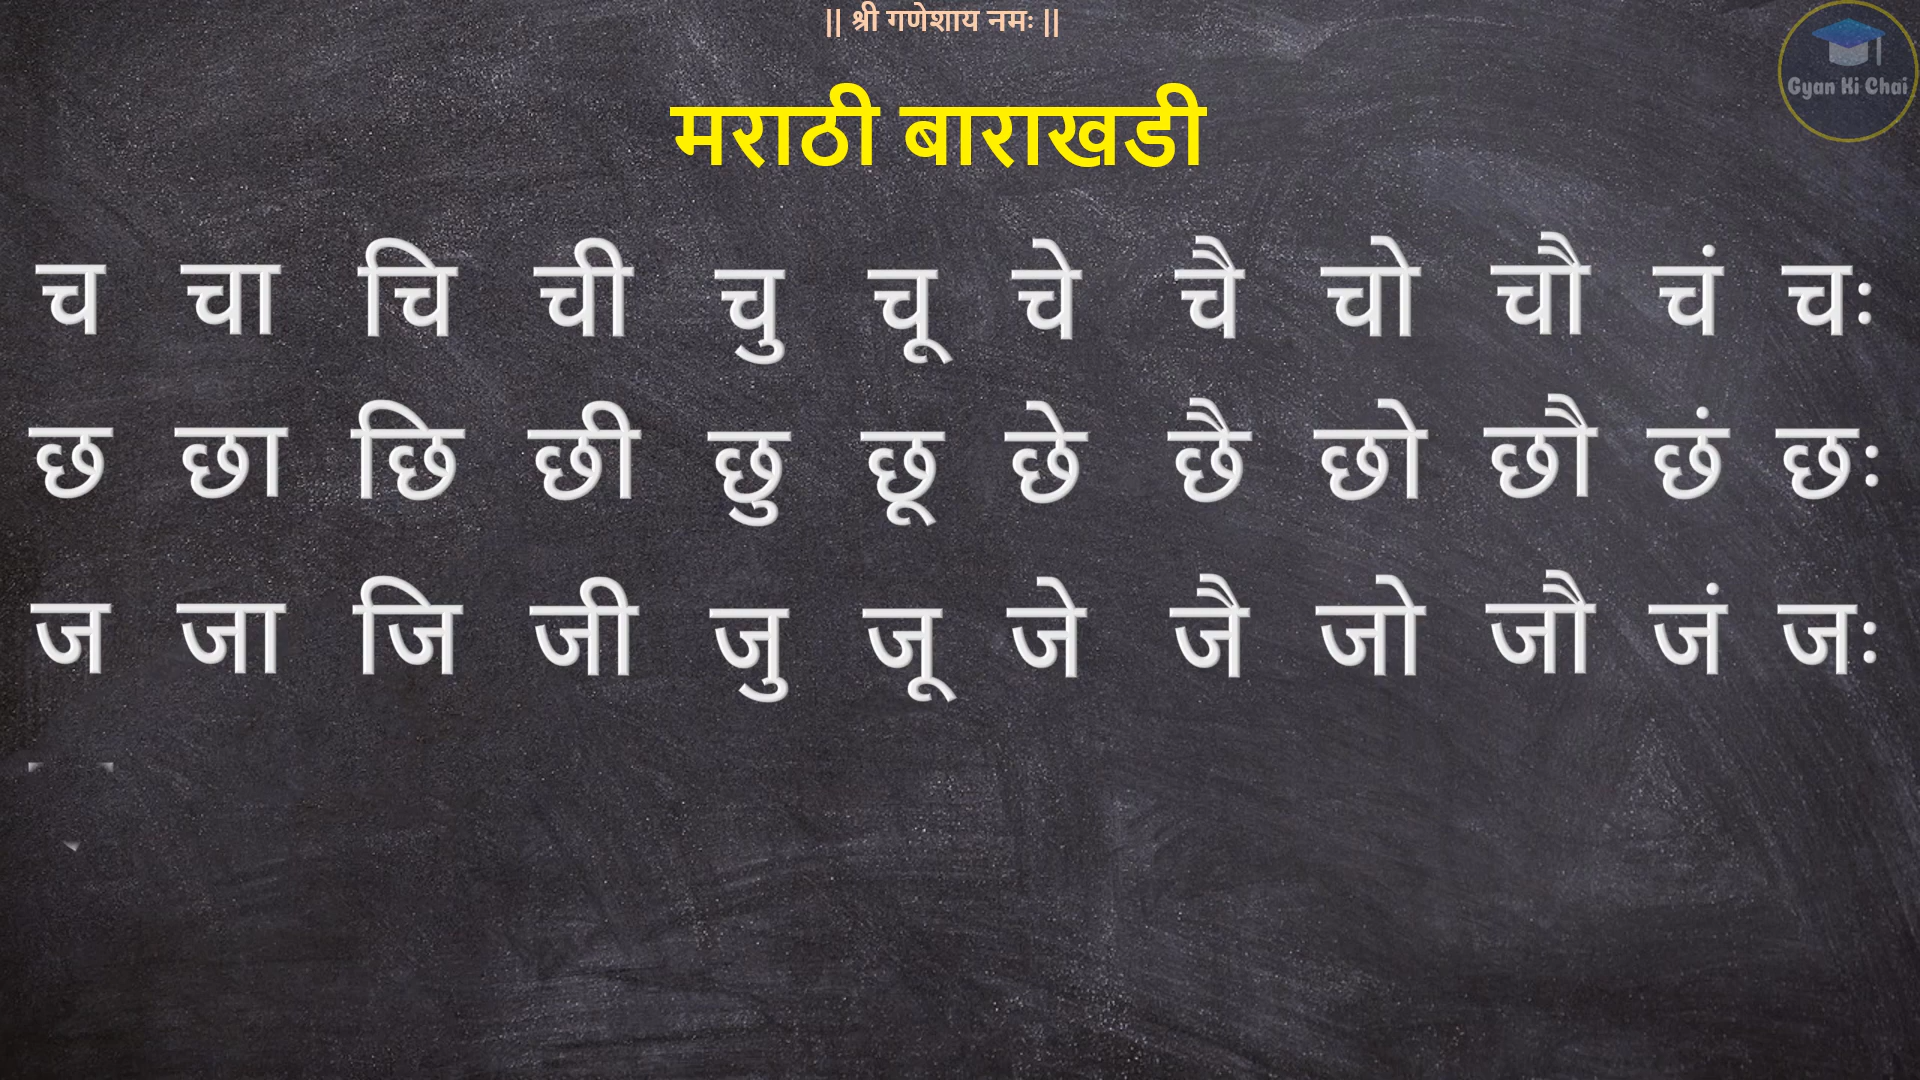 || श्री गणेशाय नमः ||
Gyan Ki Chai
मराठी बाराखडी
च चा चि ची चु चू चे चै चो चौ चं चः
छ छा छि छी छु छू छे छै छो छौ छं छः
ज जा जि जी जु जू जे जै जो जौ जं जः